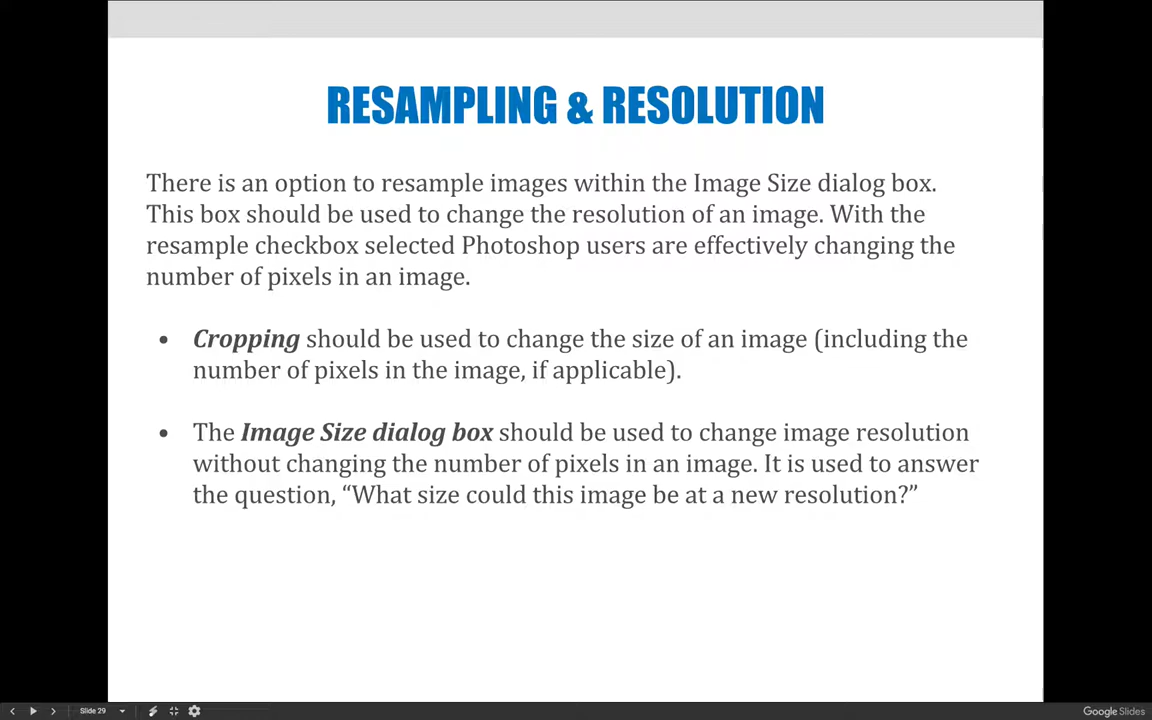 RESAMPLING & RESOLUTION
There is an option to resample images within the Image Size dialog box.
This box should be used to change the resolution of an image. With the
resample checkbox selected Photoshop users are effectively changing the
number of pixels in an image.
• Cropping should be used to change the size of an image (including the
number of pixels in the image, if applicable).
• The Image Size dialog box should be used to change image resolution
without changing the number of pixels in an image. It is used to answer
the question, “What size could this image be at a new resolution?”
Slide 29
Google Slides